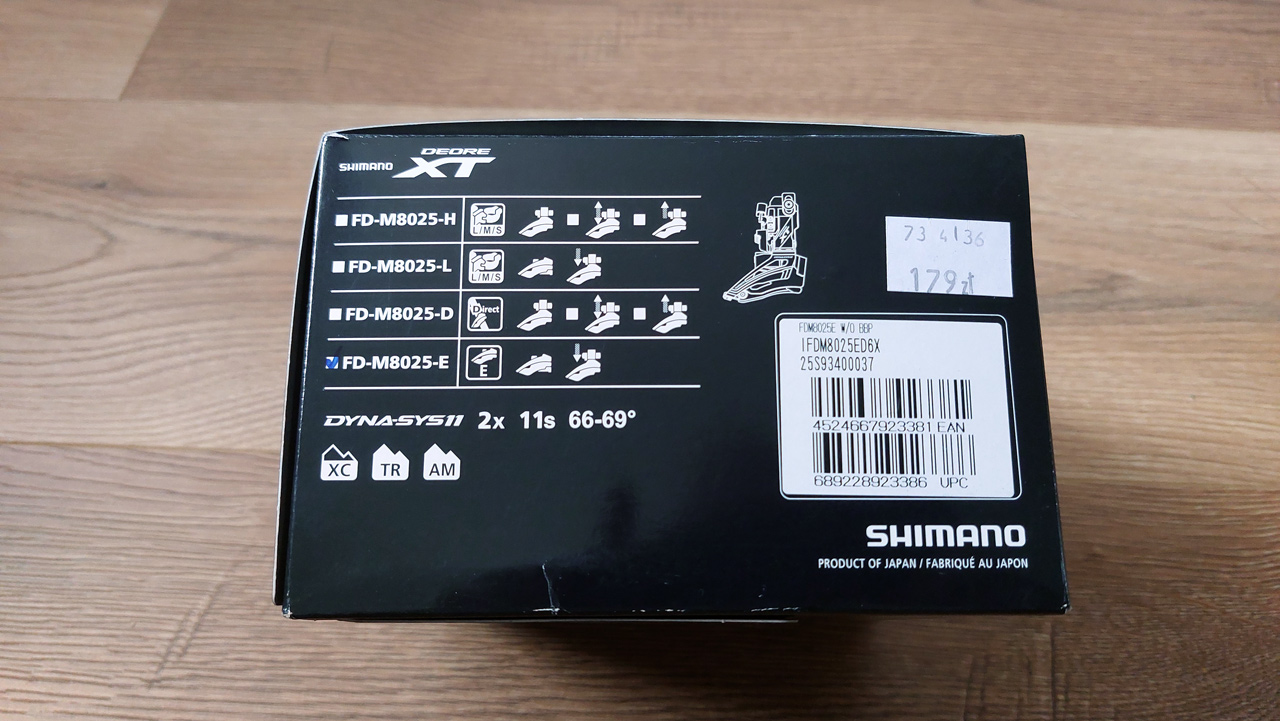 SHIMANO DEORE XT
FD-M8025-H L/M/S
FD-M8025-L L/M/S
FD-M8025-D Direct
FD-M8025-E E
DYNA-SYS11 2x 11s 66-69°
XC TR AM
73 4136
179zł
FDM8025E W/O BBP
IFDM8025ED6X
25S93400037
4524667923381 EAN
689228923386 UPC
SHIMANO
PRODUCT OF JAPAN / FABRIQUÉ AU JAPON